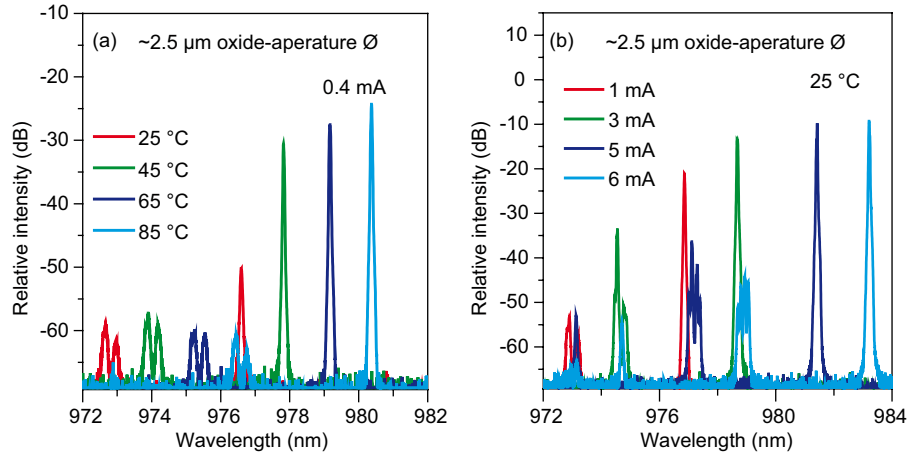 (a) ~2.5 µm oxide-aperature Ø
0.4 mA
25 °C
45 °C
65 °C
85 °C
-10
-20
-30
-40
-50
-60
Relative intensity (dB)
972 974 976 978 980 982
Wavelength (nm)
(b) ~2.5 µm oxide-aperature Ø
25 °C
1 mA
3 mA
5 mA
6 mA
10
0
-10
-20
-30
-40
-50
-60
Relative intensity (dB)
972 976 980 984
Wavelength (nm)